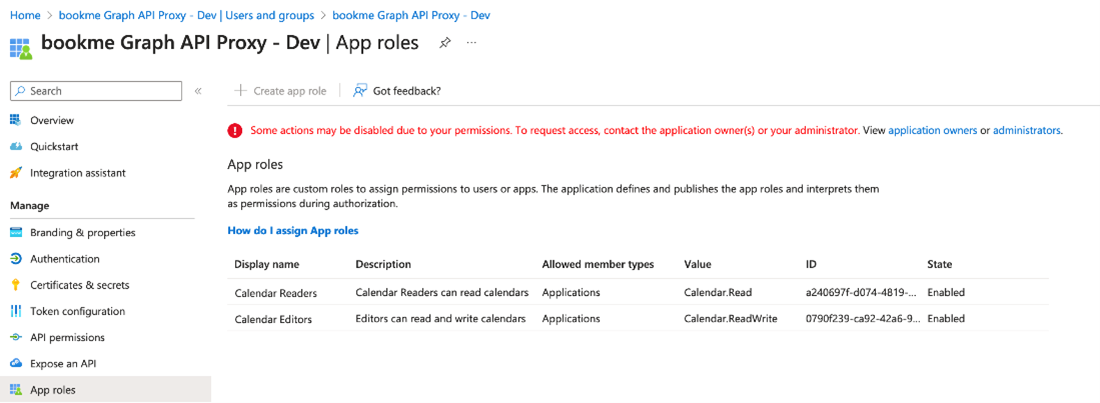 Home > bookme Graph API Proxy - Dev | Users and groups > bookme Graph API Proxy - Dev
bookme Graph API Proxy - Dev | App roles
Search
Create app role
Got feedback?
Overview
Quickstart
Integration assistant
Manage
Branding & properties
Authentication
Certificates & secrets
Token configuration
API permissions
Expose an API
App roles
Some actions may be disabled due to your permissions. To request access, contact the application owner(s) or your administrator. View application owners or administrators.
App roles
App roles are custom roles to assign permissions to users or apps. The application defines and publishes the app roles and interprets them
as permissions during authorization.
How do I assign App roles
Display name Description Allowed member types Value ID State
Calendar Readers Calendar Readers can read calendars Applications Calendar.Read a240697f-d074-4819-... Enabled
Calendar Editors Editors can read and write calendars Applications Calendar.ReadWrite 0790f239-ca92-42a6-9... Enabled